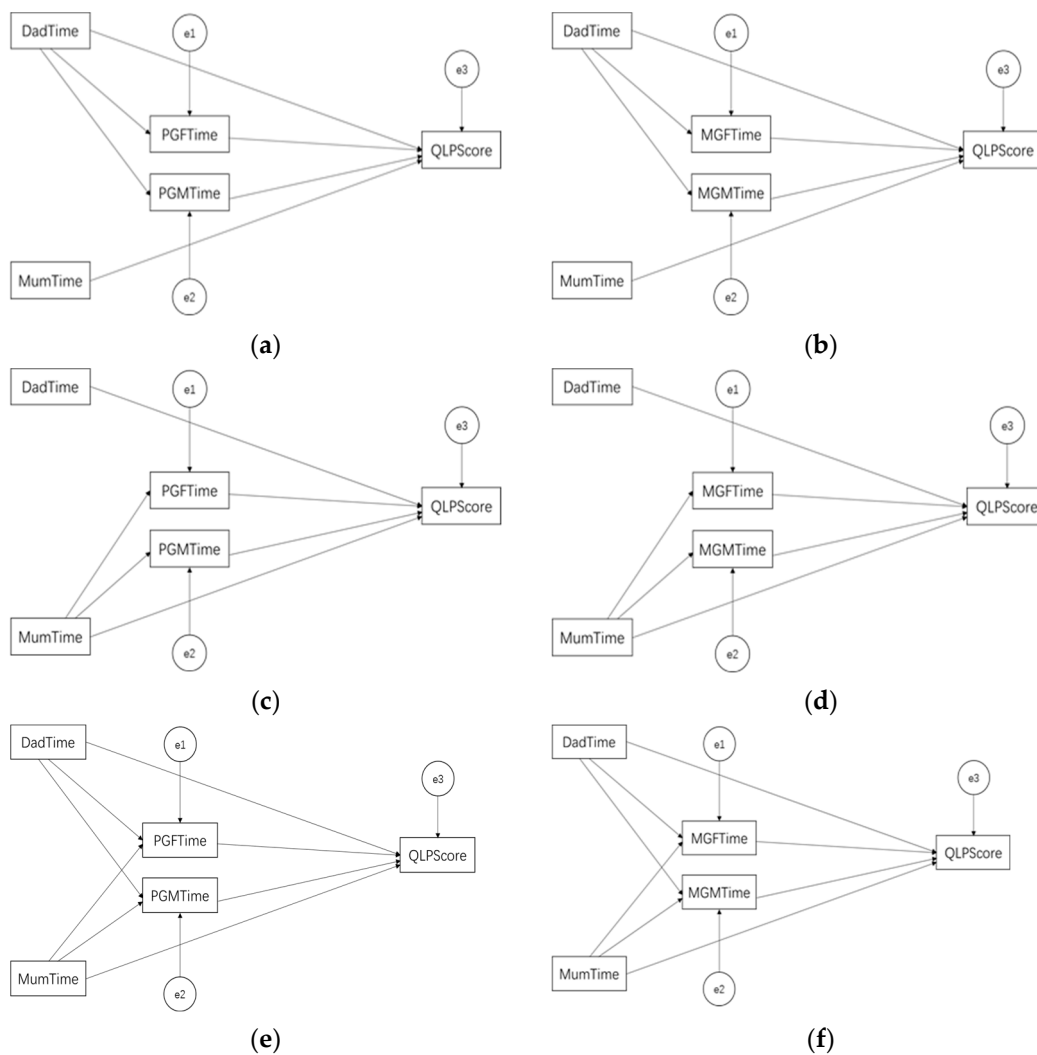 DadTime
e1
e3
PGFTime
QLPScore
PGMTime
MumTime
e2
(a)
DadTime
e1
e3
MGFTime
QLPScore
MGMTime
MumTime
e2
(b)
DadTime
e1
e3
PGFTime
QLPScore
PGMTime
MumTime
e2
(c)
DadTime
e1
e3
MGFTime
QLPScore
MGMTime
MumTime
e2
(d)
DadTime
e1
e3
PGFTime
QLPScore
PGMTime
MumTime
e2
(e)
DadTime
e1
e3
MGFTime
QLPScore
MGMTime
MumTime
e2
(f)